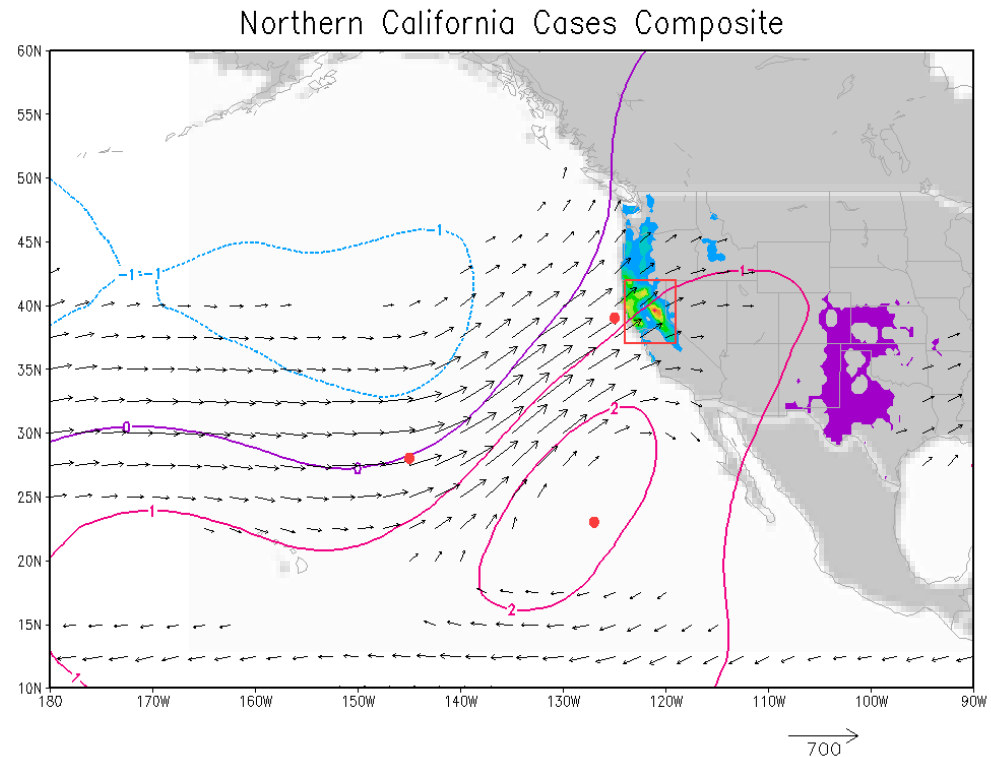 Northern California Cases Composite
60N
55N
50N
45N
40N
35N
30N
25N
20N
15N
10N
-1
-1
-1
1
0
0
1
2
2
1
180
170W
160W
150W
140W
130W
120W
110W
100W
90W
700